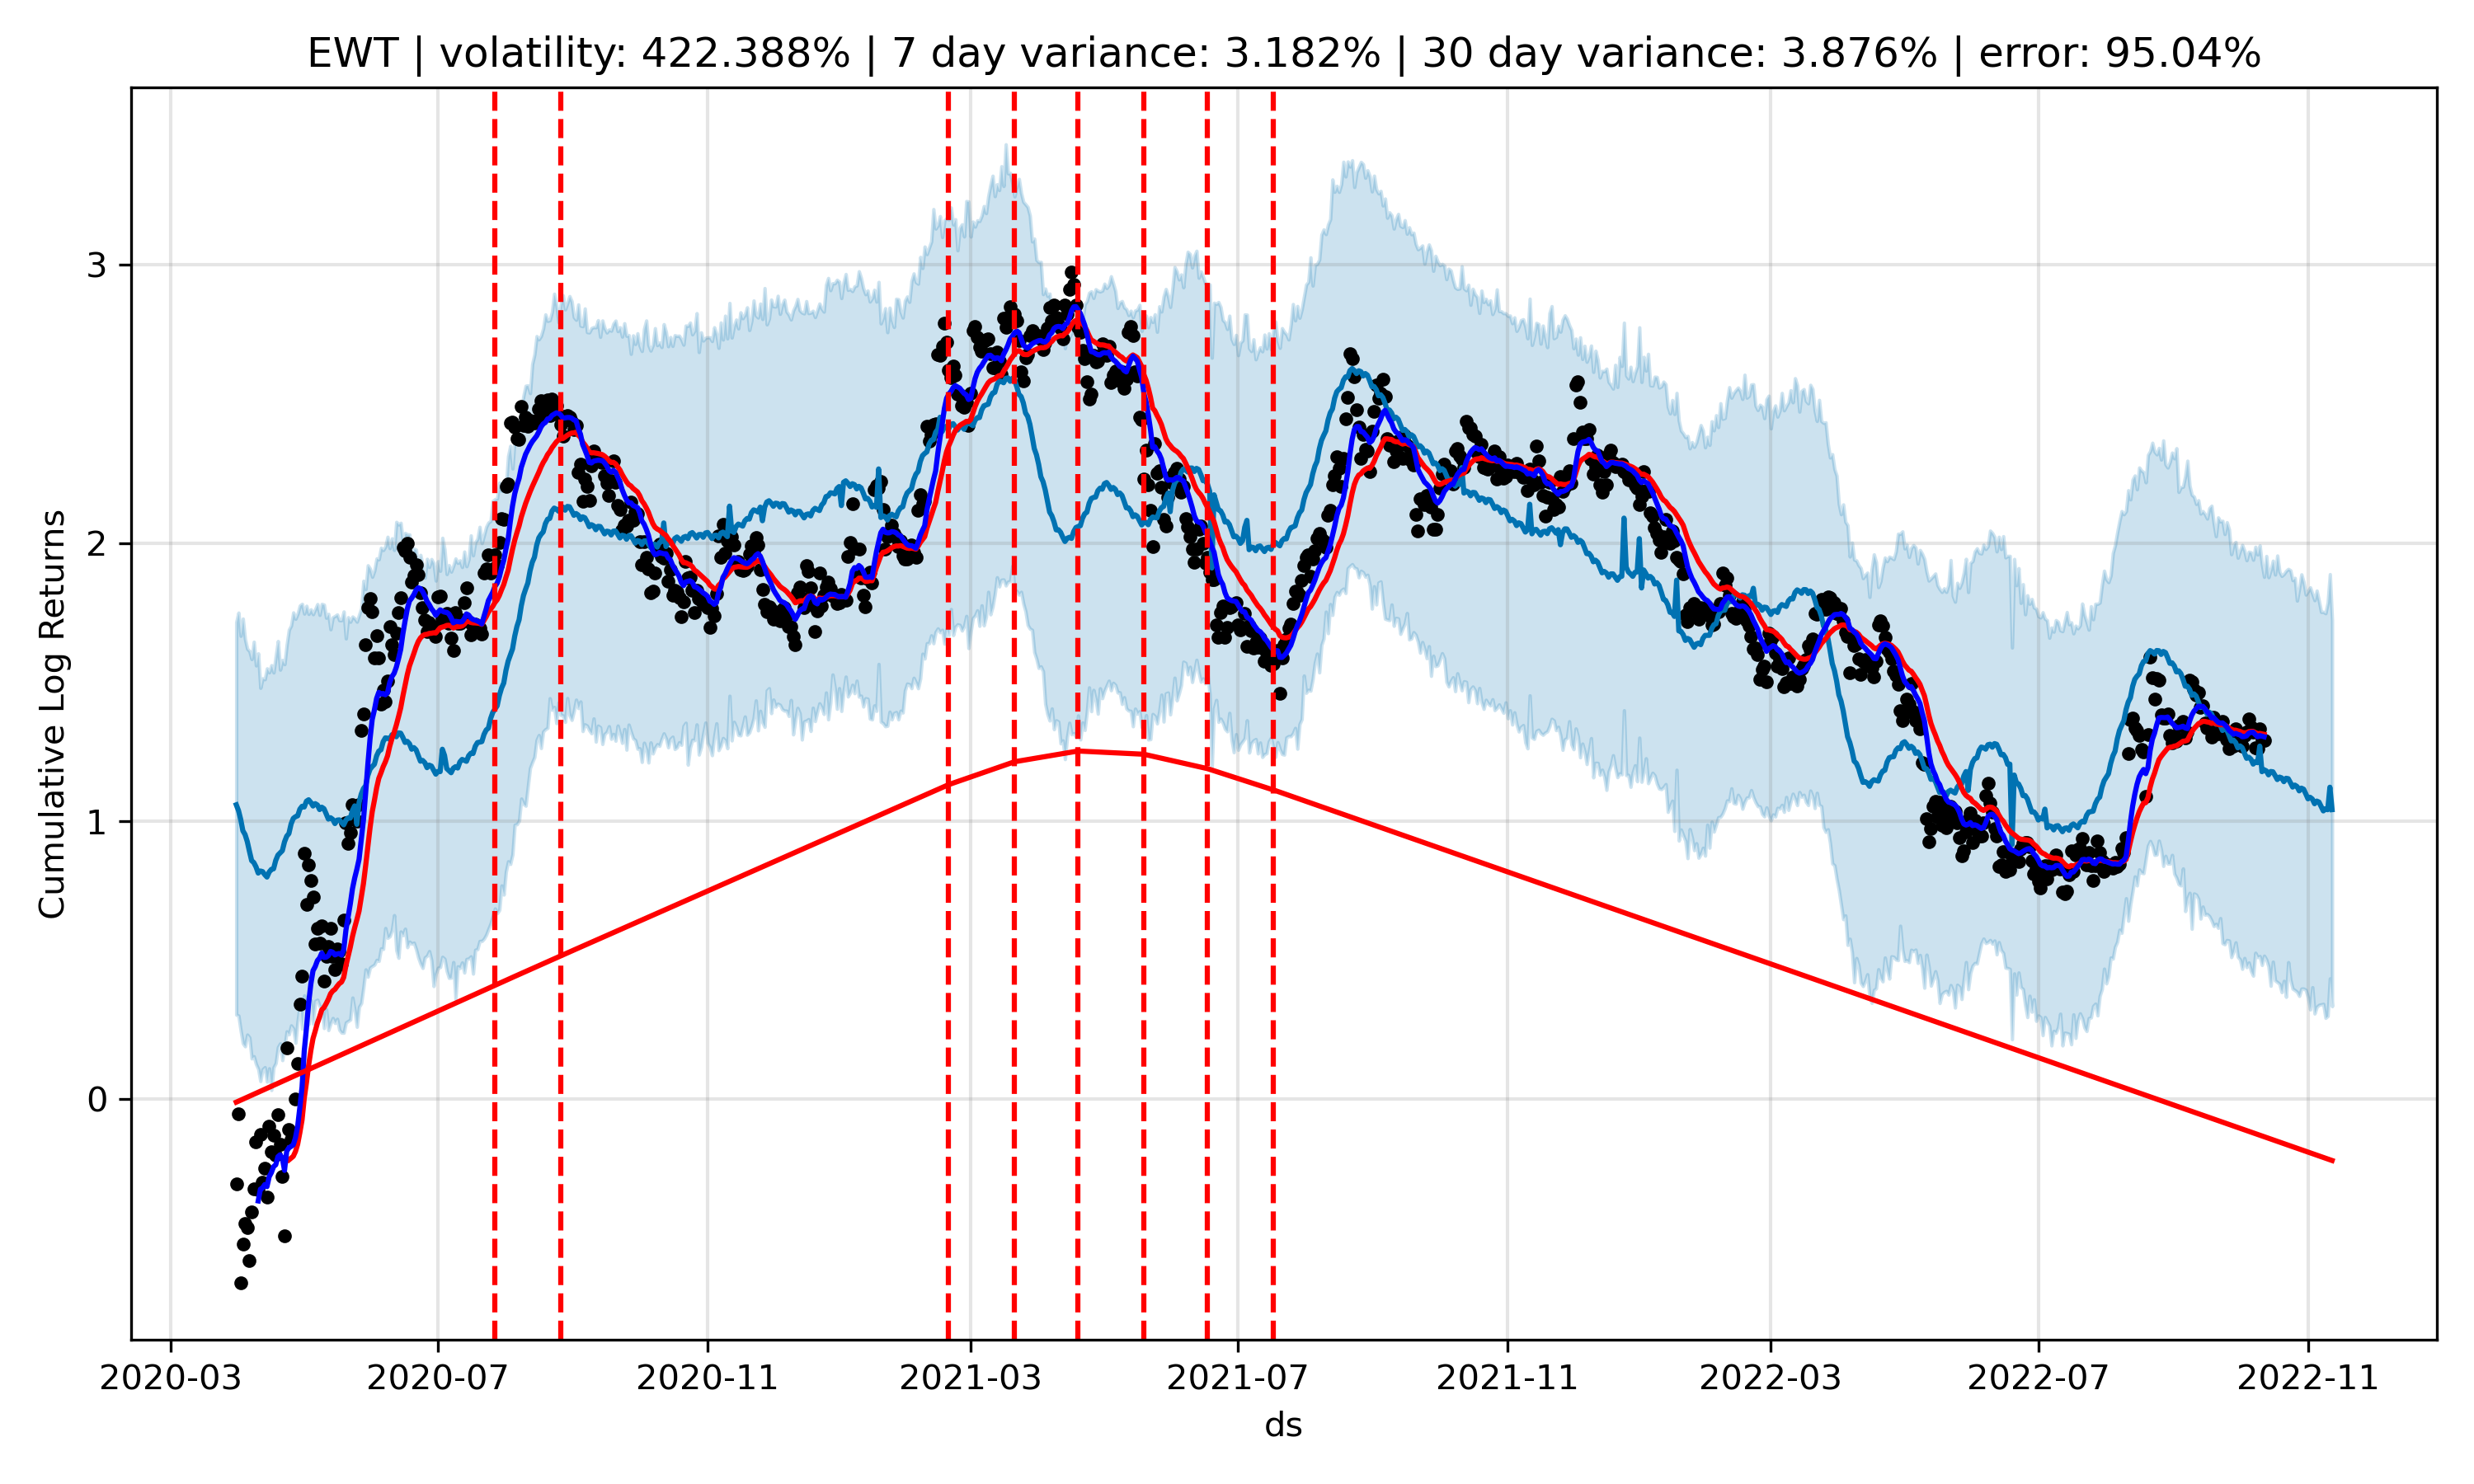 EWT | volatility: 422.388% | 7 day variance: 3.182% | 30 day variance: 3.876% | error: 95.04%
Cumulative Log Returns
3
2
1
0
2020-03 2020-07 2020-11 2021-03 2021-07 2021-11 2022-03 2022-07 2022-11
ds